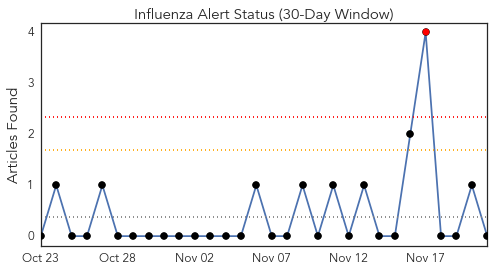 Influenza Alert Status (30-Day Window)
Articles Found
4
3
2
1
0
Oct 23 Oct 28 Nov 02 Nov 07 Nov 12 Nov 17